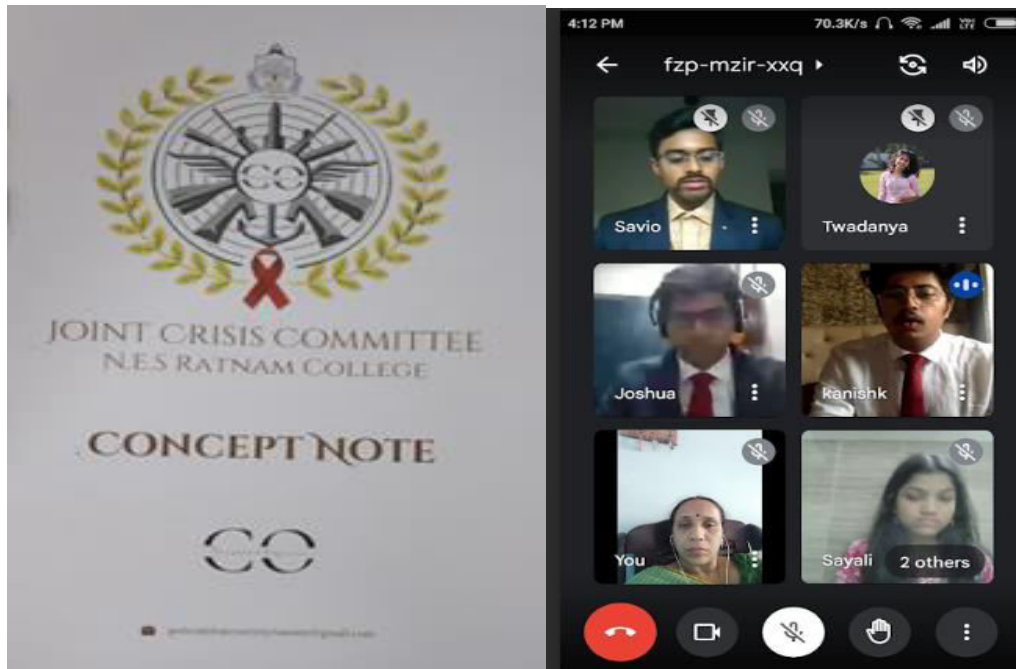 JOINT CRISIS COMMITTEE
N.E.S RATNAM COLLEGE
CONCEPT NOTE
CO
4:12 PM
70.3K/s
fzp-mzir-xxq
Savio
Twadanya
Joshua
kanishk
You
Sayali
2 others